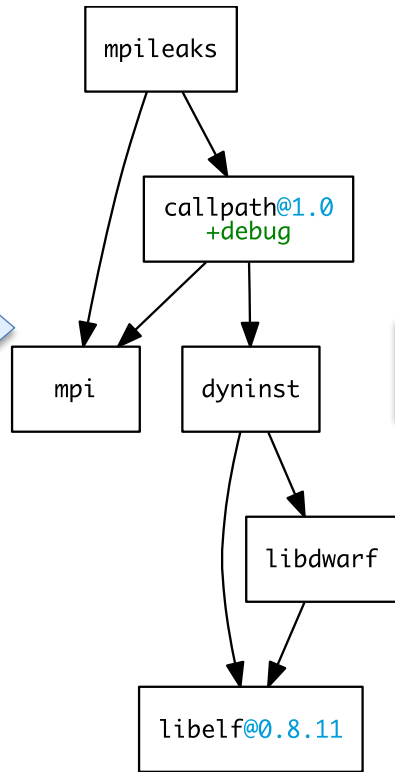 mpileaks
callpath@1.0
+debug
mpi
dyninst
libdwarf
libelf@0.8.11